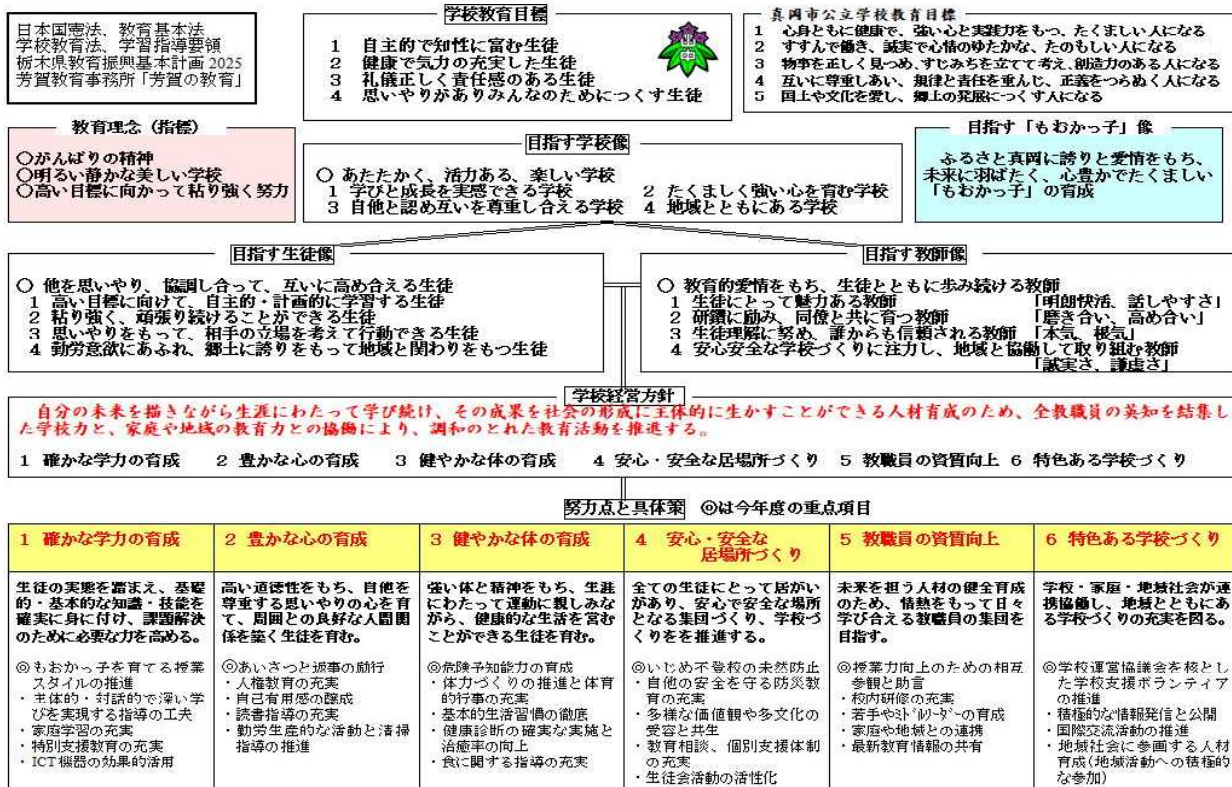 日本国憲法、教育基本法
学校教育法、学習指導要領
栃木県教育振興基本計画 2025
芳賀教育事務所「芳賀の教育」
学校教育目標
1 自主的で知性に富む生徒
2 健康で気力の充実した生徒
3 礼儀正しく責任感のある生徒
4 思いやりがありみんなのためにつくす生徒
真岡市公立学校教育目標
1 心身ともに健康で、強い心と実践力をもつ、たくましい人になる
2 すすんで働き、誠実で心情のゆたかな、たのもしい人になる
3 物事を正しく見つめ、すじみちを立てて考え、創造力のある人になる
4 互いに尊重しあい、規律と責任を重んじ、正義をつらぬく人になる
5 国土や文化を愛し、郷土の発展につくす人になる
教育理念(指標)
○がんばりの精神
○明るい静かな美しい学校
○高い目標に向かって粘り強く努力
目指す学校像
○ あたたかく、活力ある、楽しい学校
1 学びと成長を実感できる学校 2 たくましく強い心を育む学校
3 自他と認め互いを尊重し合える学校 4 地域とともにある学校
目指す「もおかっ子」像
ふるさと真岡に誇りと愛情をもち、
未来に羽ばたく、心豊かでたくましい
「もおかっ子」の育成
目指す生徒像
○ 他を思いやり、協調し合って、互いに高め合える生徒
1 高い目標に向けて、自主的・計画的に学習する生徒
2 粘り強く、頑張り続けることができる生徒
3 思いやりをもって、相手の立場を考えて行動できる生徒
4 勤労意欲にあふれ、郷土に誇りをもって地域と関わりをもつ生徒
目指す教師像
○ 教育的愛情をもち、生徒とともに歩み続ける教師
1 生徒にとって魅力ある教師 「明朗快活、話しやすさ」
2 研鑽に励み、同僚と共に育つ教師 「磨き合い、高め合い」
3 生徒理解に努め、誰からも信頼される教師 「本気、根気」
4 安心安全な学校づくりに注力し、地域と協働して取り組む教師
「誠実さ、謙虚さ」
学校経営方針
自分の未来を描きながら生涯にわたって学び続け、その成果を社会の形成に主体的に生かすことができる人材育成のため、全教職員の英知を結集し
た学校力と、家庭や地域の教育力との協働により、調和のとれた教育活動を推進する。
1 確かな学力の育成 2 豊かな心の育成 3 健やかな体の育成 4 安心・安全な居場所づくり 5 教職員の資質向上 6 特色ある学校づくり
努力点と具体策 ◎は今年度の重点項目
1 確かな学力の育成
生徒の実態を踏まえ、基礎
的・基本的な知識・技能を
確実に身に付け、課題解決
のために必要な力を高める。
◎もおかっ子を育てる授業
スタイルの推進
・主体的・対話的で深い学
びを実現する指導の工夫
・家庭学習の充実
・特別支援教育の充実
・ICT機器の効果的活用
2 豊かな心の育成
高い道徳性をもち、自他を
尊重する思いやりの心を育
て、周囲との良好な人間関
係を築く生徒を育む。
◎あいさつと返事の励行
・人権教育の充実
・自己有用感の醸成
・読書指導の充実
・勤労生産的な活動と清掃
指導の推進
3 健やかな体の育成
強い体と精神をもち、生涯
にわたって運動に親しみな
がら、健康的な生活を営む
ことができる生徒を育む。
◎危険予知能力の育成
・体力づくりの推進と体育
的行事の充実
・基本的生活習慣の徹底
・健康診断の確実な実施と
治癒率の向上
・食に関する指導の充実
4 安心・安全な
居場所づくり
全ての生徒にとって居がい
があり、安心で安全な場所
となる集団づくり、学校づ
くりをを推進する。
◎いじめ不登校の未然防止
・自他の安全を守る防災教
育の充実
・多様な価値観や多文化の
受容と共生
・教育相談、個別支援体制
の充実
・生徒会活動の活性化
5 教職員の資質向上
未来を担う人材の健全育成
のため、情熱をもって日々
学び合える教職員の集団を
目指す。
◎授業力向上のための相互
参観と助言
・校内研修の充実
・若手やﾐﾄﾞﾙﾘｰﾀﾞｰの育成
・家庭や地域との連携
・最新教育情報の共有
6 特色ある学校づくり
学校・家庭・地域社会が連
携協働し、地域とともにあ
る学校づくりの充実を図る。
◎学校運営協議会を核とし
た学校支援ボランティア
の推進
・積極的な情報発信と公開
・国際交流活動の推進
・地域社会に参画する人材
育成(地域活動への積極的
な参加)